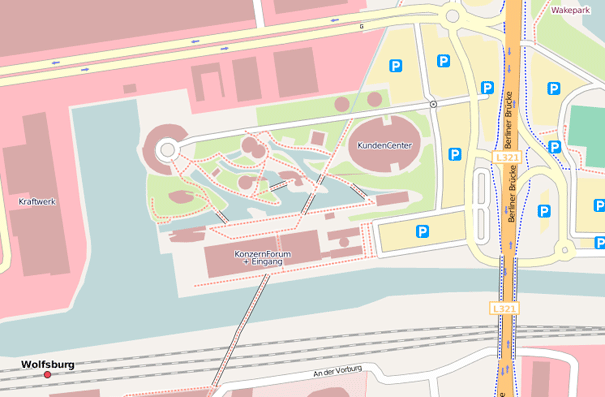 Wakepark
G
P
P
P
P
Berliner Brücke
KundenCenter
P
P
L321
Kraftwerk
Berliner Brücke
P
P
P
P
KonzernForum
+ Eingang
L321
Wolfsburg
An der Vorburg
e